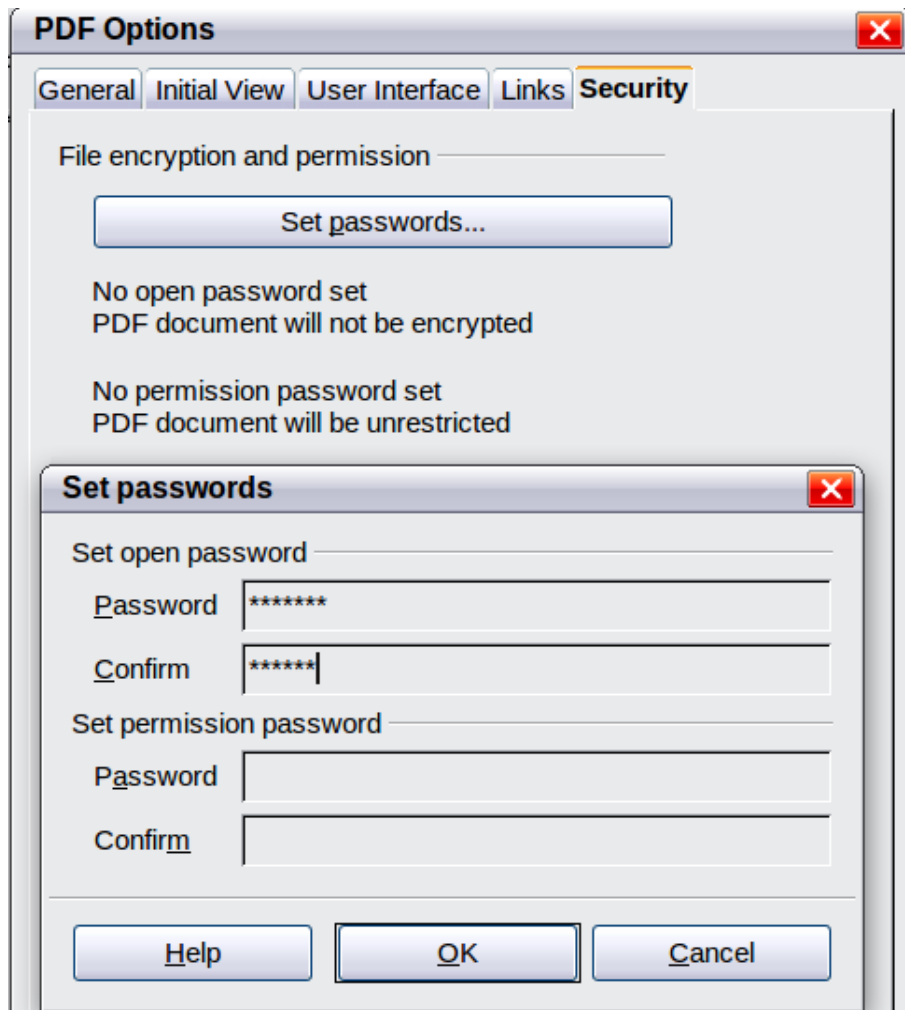 PDF Options
General Initial View User Interface Links Security
File encryption and permission
Set passwords...
No open password set
PDF document will not be encrypted
No permission password set
PDF document will be unrestricted
Set passwords
Set open password
Password *******
Confirm ******
Set permission password
Password
Confirm
Help OK Cancel